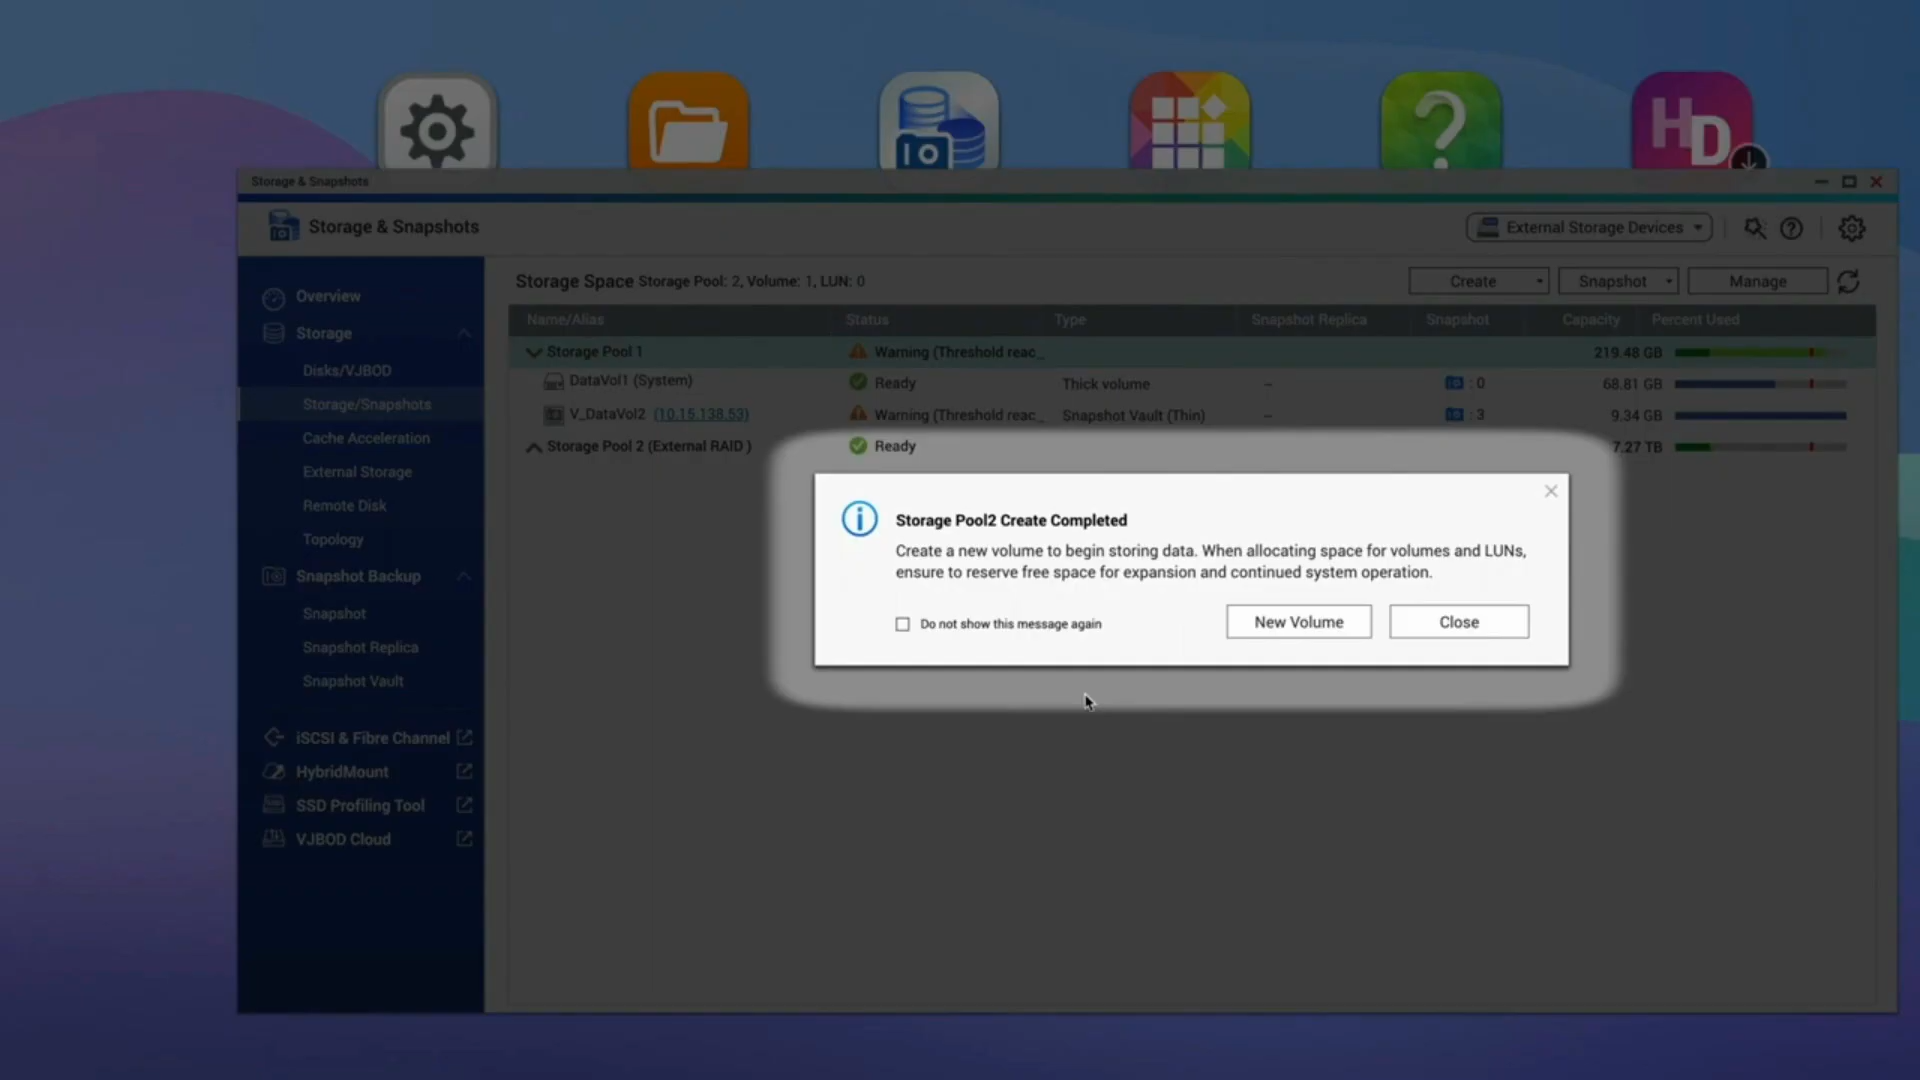 HD
Storage & Snapshots
Storage & Snapshots
External Storage Devices
Overview
Storage
Disks/VJBOD
Storage/Snapshots
Cache Acceleration
External Storage
Remote Disk
Topology
Snapshot Backup
Snapshot
Snapshot Replica
Snapshot Vault
iSCSI & Fibre Channel
HybridMount
SSD Profiling Tool
VJBOD Cloud
Storage Space Storage Pool: 2, Volume: 1, LUN: 0
Create
Snapshot
Manage
Name/Alias Status Type Snapshot Replica Snapshot Capacity Percent Used
Storage Pool 1 Warning (Threshold reac_ 219.48 GB
DataVol1 (System) Ready Thick volume -- : 0 68.81 GB
V_DataVol2 (10.15.138.53) Warning (Threshold reac_ Snapshot Vault (Thin) -- : 3 9.34 GB
Storage Pool 2 (External RAID ) Ready 7.27 TB
Storage Pool2 Create Completed
Create a new volume to begin storing data. When allocating space for volumes and LUNs,
ensure to reserve free space for expansion and continued system operation.
Do not show this message again
New Volume
Close